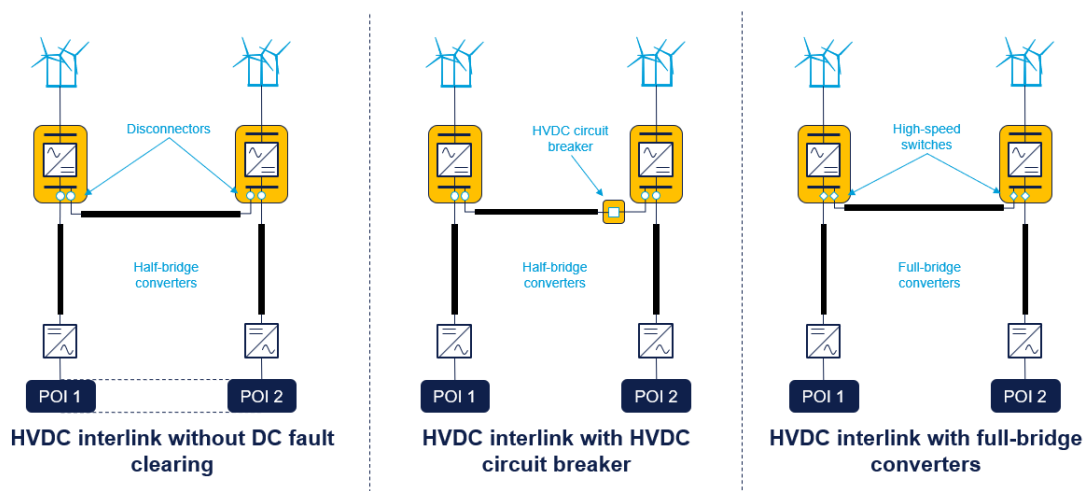 Disconnectors
Half-bridge
converters
POI 1
POI 2
HVDC interlink without DC fault
clearing
HVDC circuit
breaker
Half-bridge
converters
POI 1
POI 2
HVDC interlink with HVDC
circuit breaker
High-speed
switches
Full-bridge
converters
POI 1
POI 2
HVDC interlink with full-bridge
converters